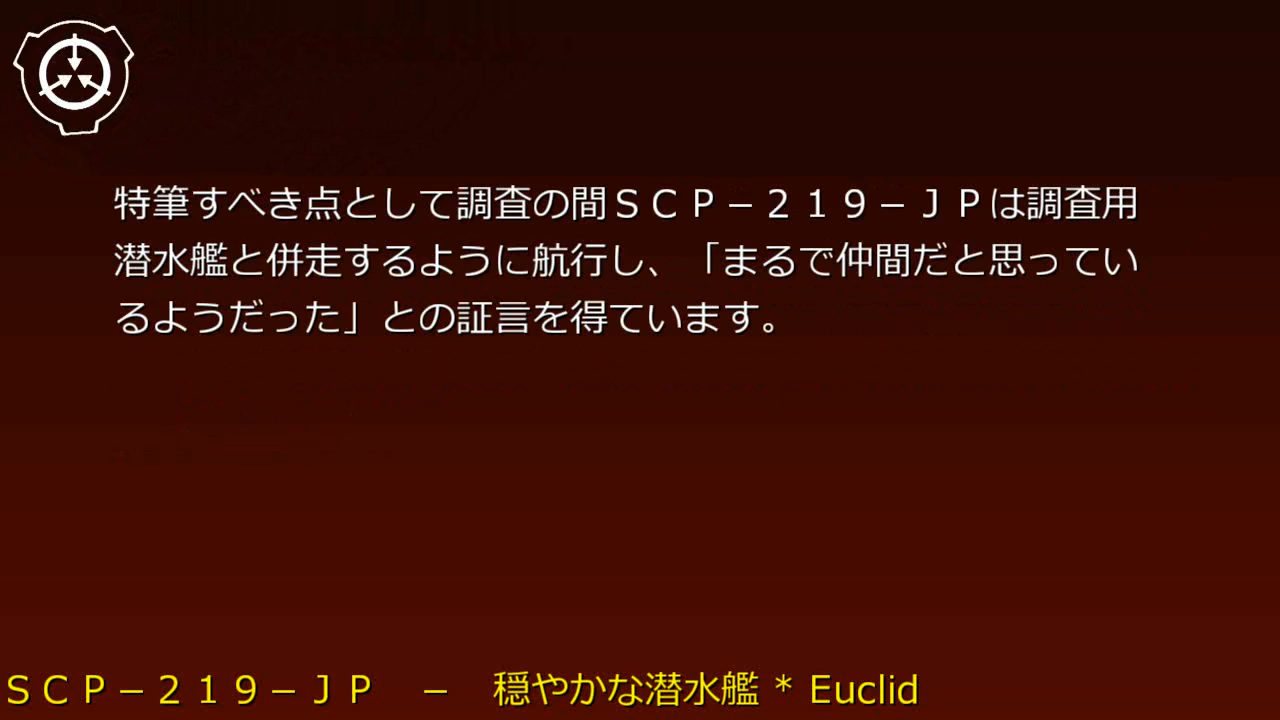 特筆すべき点として調査の間ＳＣＰ－２１９－ＪＰは調査用
潜水艦と併走するように航行し、「まるで仲間だと思ってい
るようだった」との証言を得ています。
ＳＣＰ－２１９－ＪＰ　－　穏やかな潜水艦 * Euclid